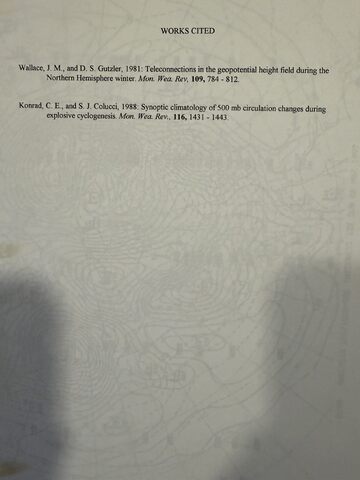 WORKS CITED
Wallace, J. M., and D. S. Gutzler, 1981: Teleconnections in the geopotential height field during the
Northern Hemisphere winter. Mon. Wea. Rev, 109, 784 - 812.
Konrad, C. E., and S. J. Colucci, 1988: Synoptic climatology of 500 mb circulation changes during
explosive cyclogenesis. Mon. Wea. Rev., 116, 1431 - 1443.